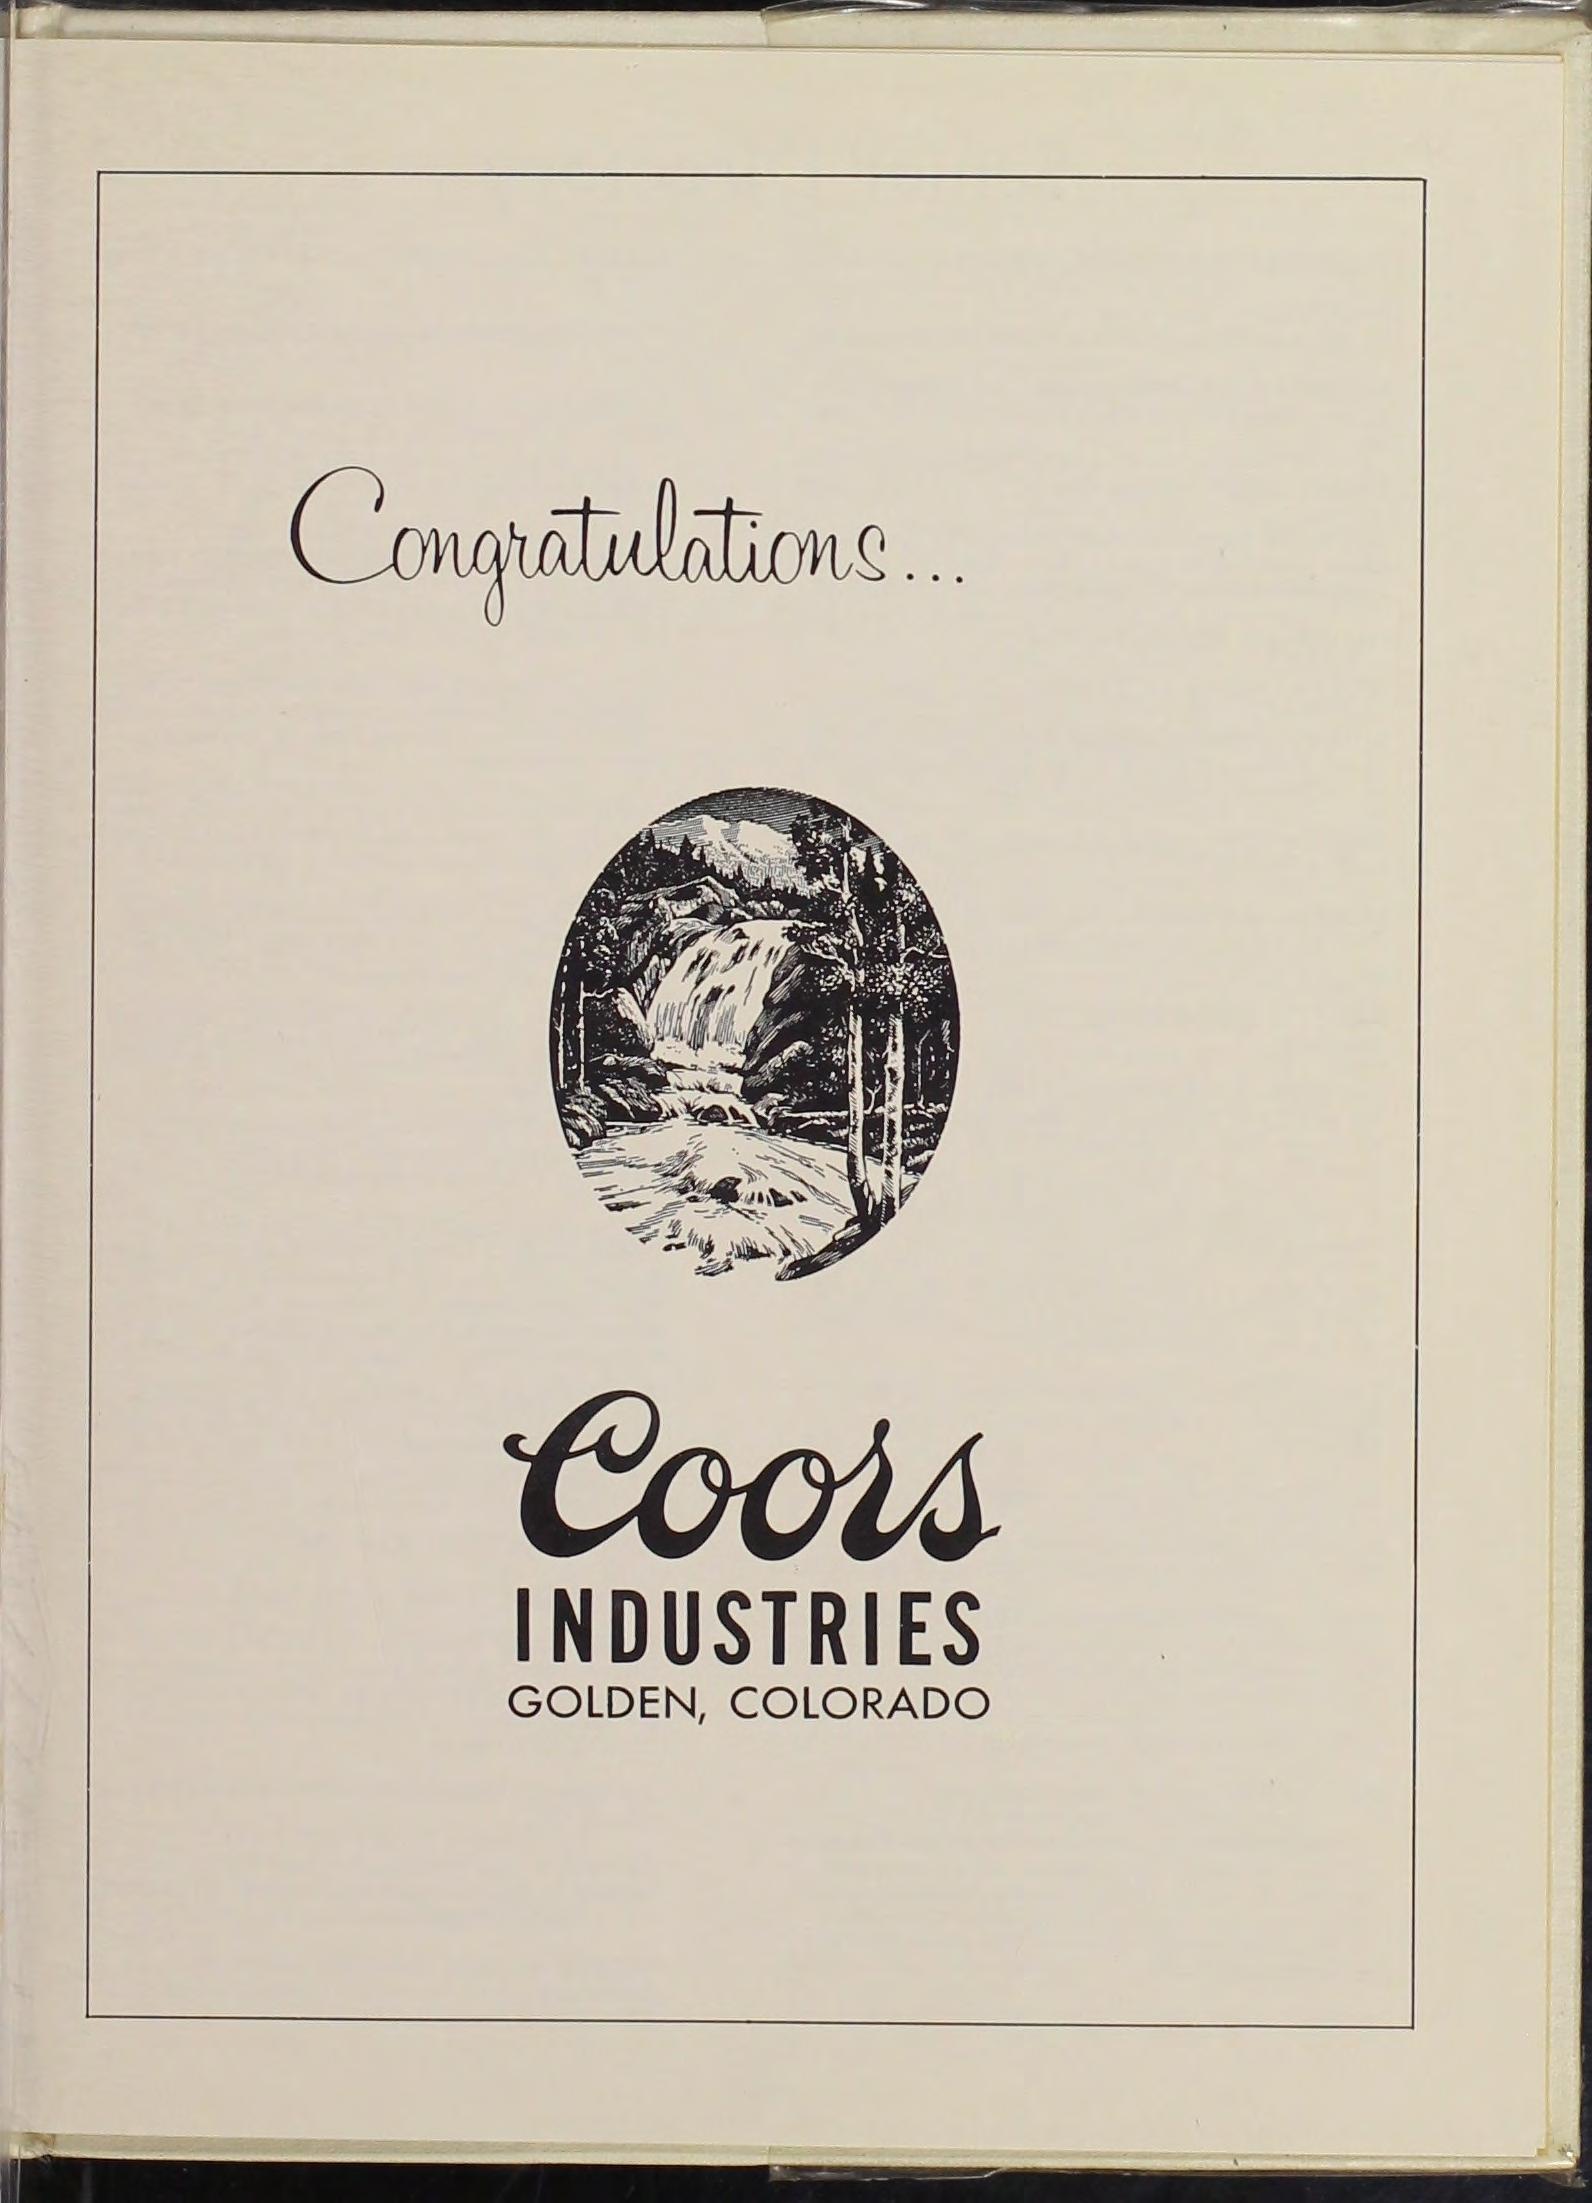 Congratulations...
Coors
INDUSTRIES
GOLDEN, COLORADO